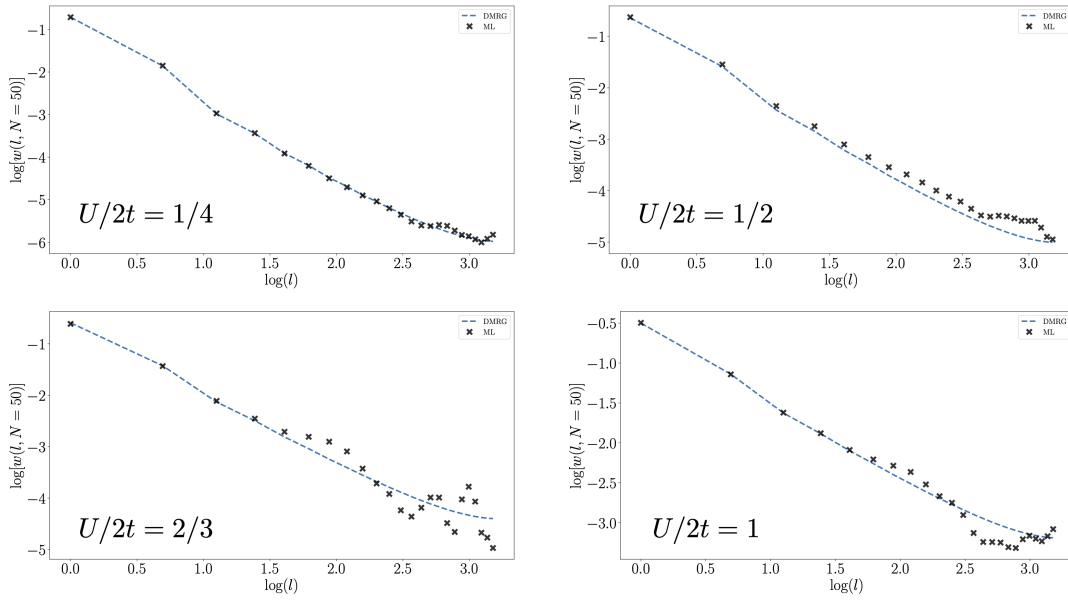 log[w(l, N = 50)]
−1
−2
−3
−4
−5
−6
DMRG
ML
U/2t = 1/4
0.0 0.5 1.0 1.5 2.0 2.5 3.0
log(l)
log[w(l, N = 50)]
−1
−2
−3
−4
−5
DMRG
ML
U/2t = 1/2
0.0 0.5 1.0 1.5 2.0 2.5 3.0
log(l)
log[w(l, N = 50)]
−1
−2
−3
−4
−5
DMRG
ML
U/2t = 2/3
0.0 0.5 1.0 1.5 2.0 2.5 3.0
log(l)
log[w(l, N = 50)]
−0.5
−1.0
−1.5
−2.0
−2.5
−3.0
DMRG
ML
U/2t = 1
0.0 0.5 1.0 1.5 2.0 2.5 3.0
log(l)